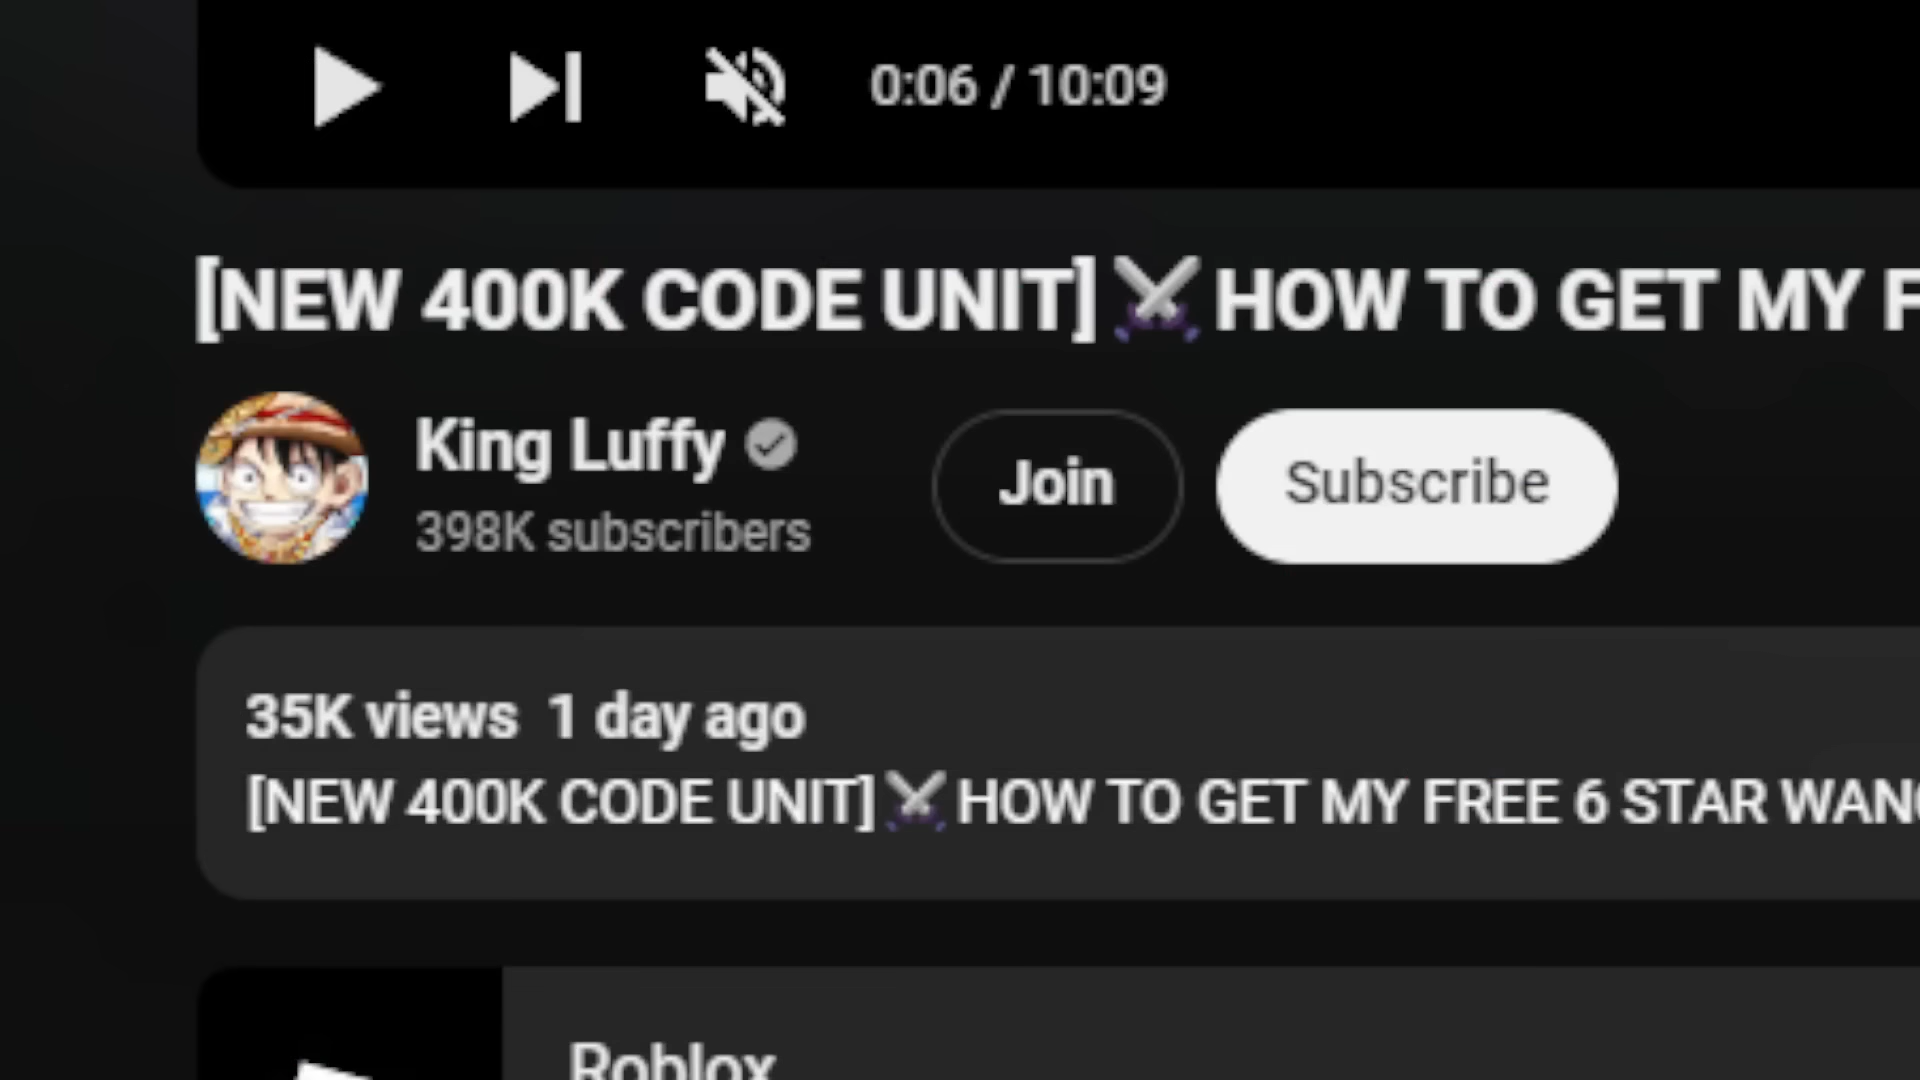 0:06 / 10:09
[NEW 400K CODE UNIT]⚔️HOW TO GET MY
King Luffy
398K subscribers
Join
Subscribe
35K views 1 day ago
[NEW 400K CODE UNIT]⚔️HOW TO GET MY FREE 6 STAR
Roblox